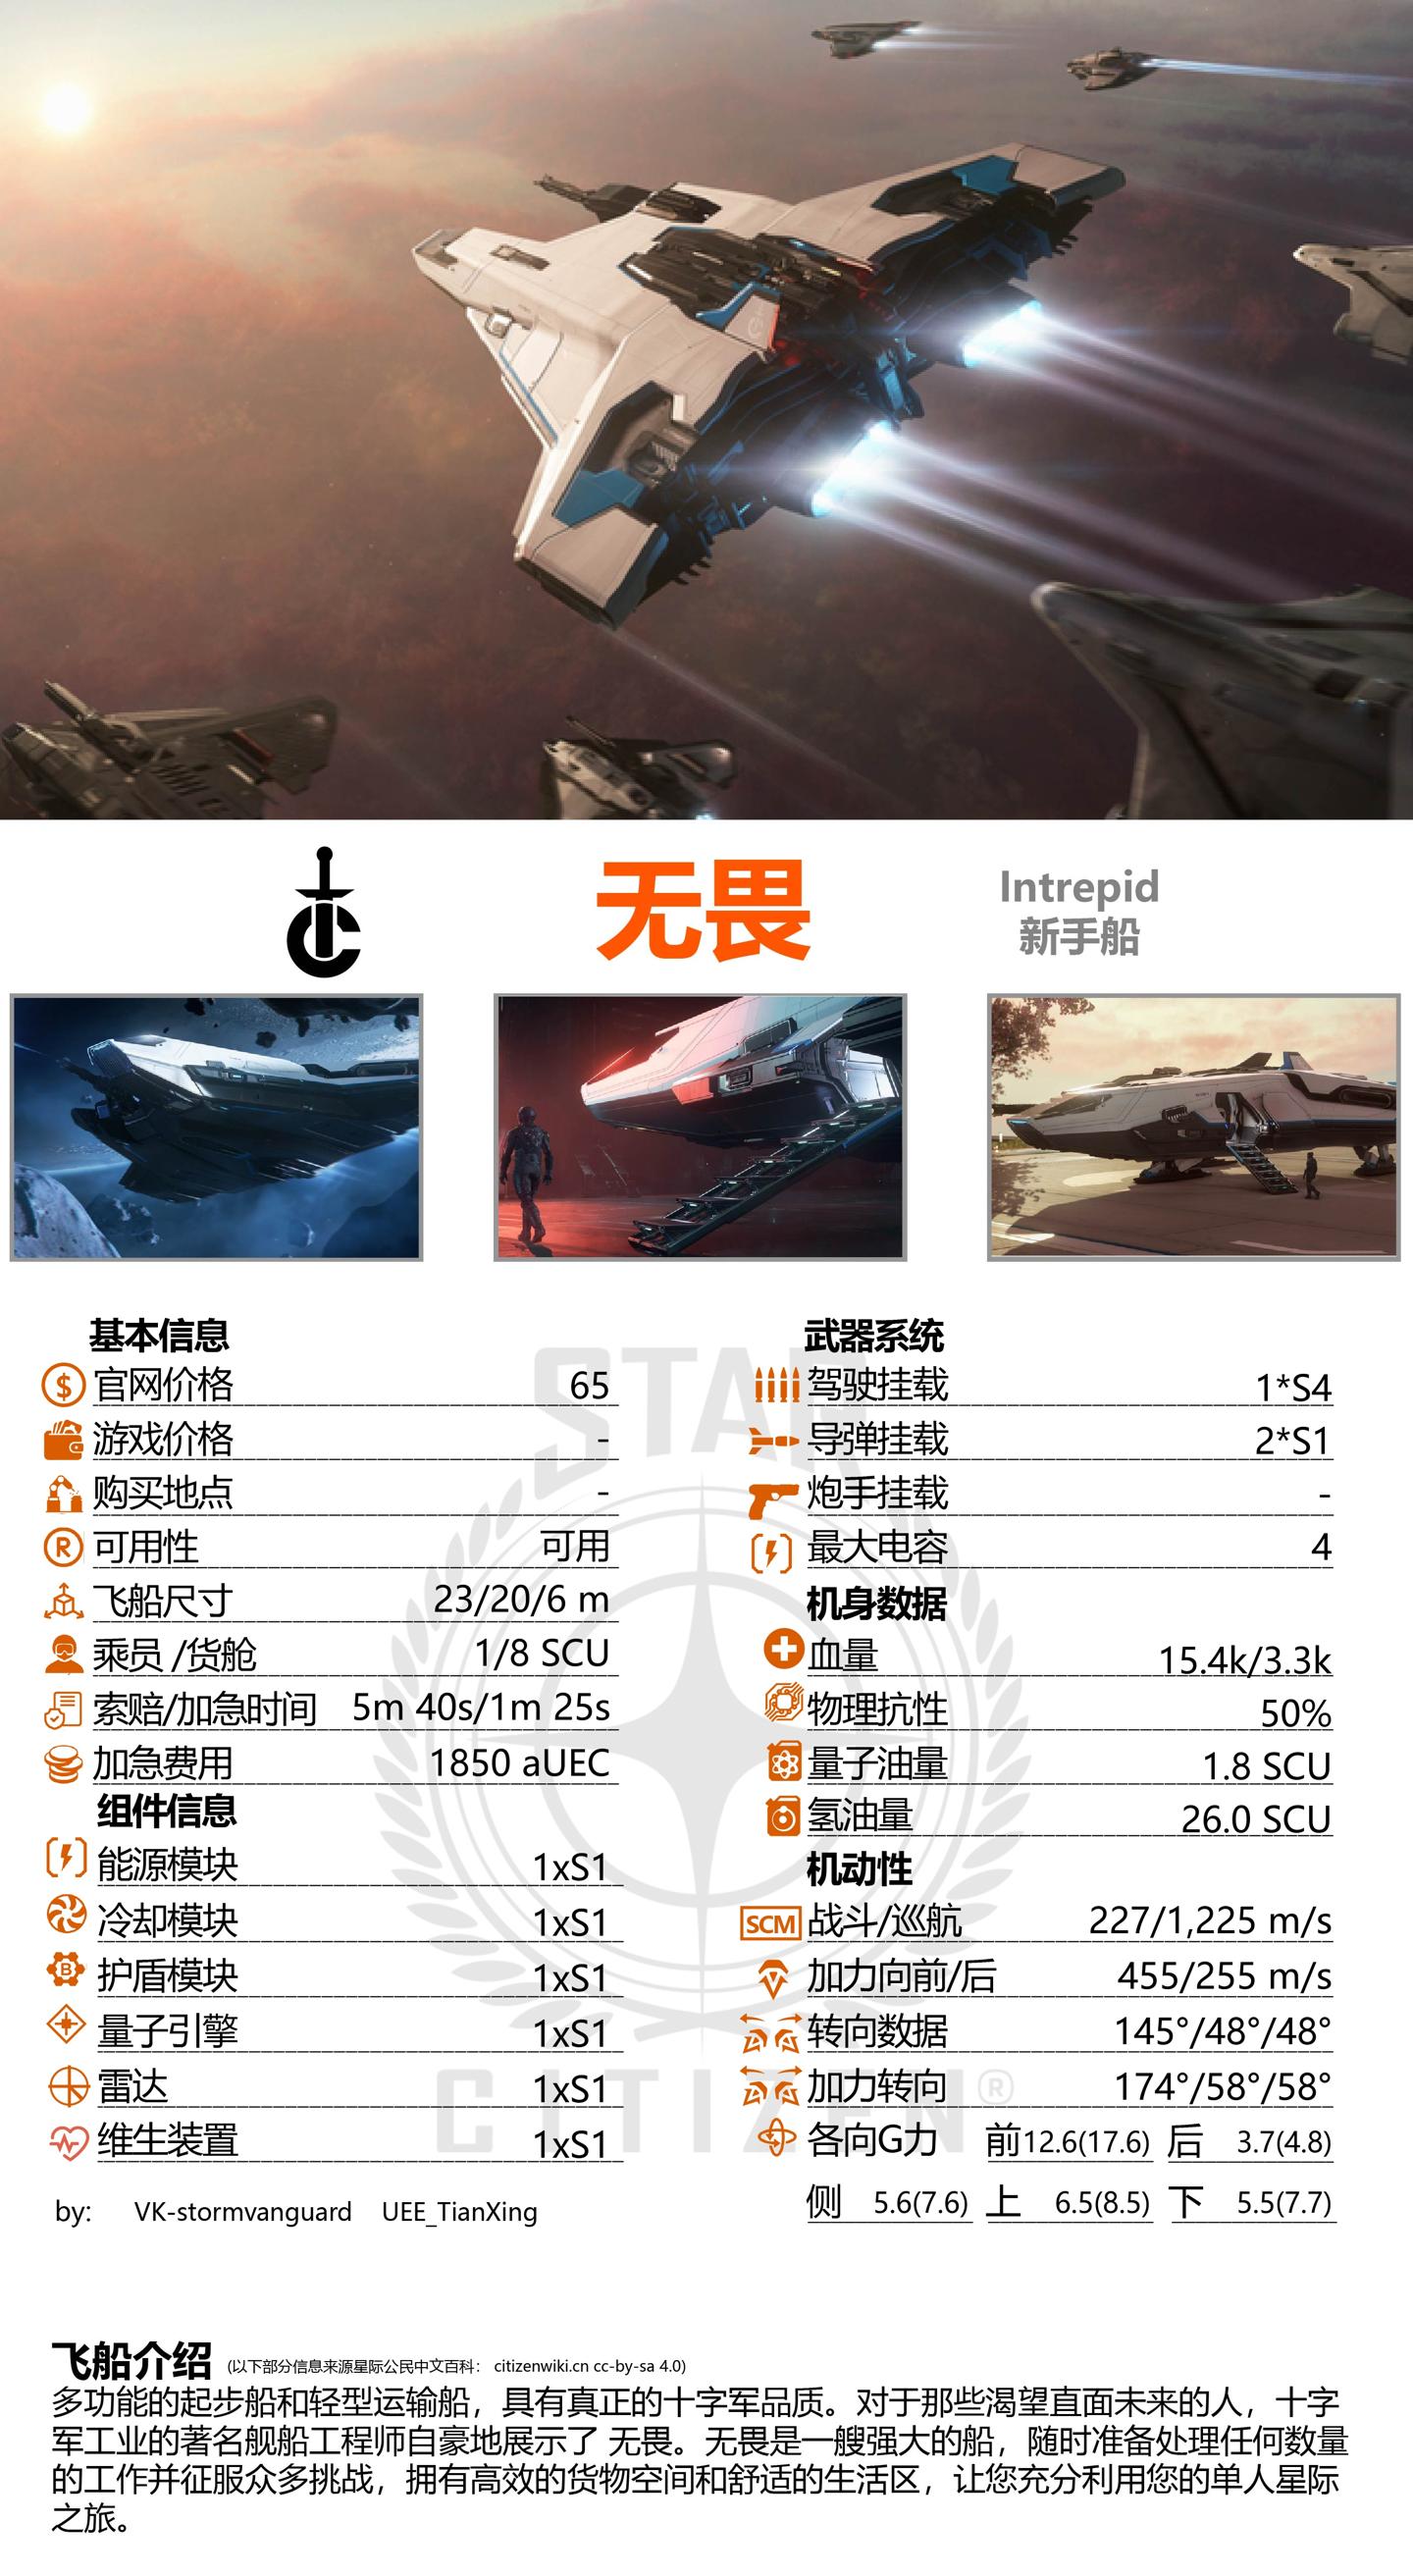 无畏
Intrepid
新手船
基本信息
官网价格 65
游戏价格 -
购买地点 -
可用性 可用
飞船尺寸 23/20/6 m
乘员 /货舱 1/8 SCU
索赔/加急时间 5m 40s/1m 25s
加急费用 1850 aUEC
组件信息
能源模块 1xS1
冷却模块 1xS1
护盾模块 1xS1
量子引擎 1xS1
雷达 1xS1
维生装置 1xS1
by: VK-stormvanguard UEE_TianXing
武器系统
驾驶挂载 1*S4
导弹挂载 2*S1
炮手挂载 -
最大电容 4
机身数据
血量 15.4k/3.3k
物理抗性 50%
量子油量 1.8 SCU
氢油量 26.0 SCU
机动性
SCM 战斗/巡航 227/1,225 m/s
加力向前/后 455/255 m/s
转向数据 145°/48°/48°
加力转向 174°/58°/58°
各向G力 前12.6(17.6) 后 3.7(4.8)
侧 5.6(7.6) 上 6.5(8.5) 下 5.5(7.7)
STAR
CITIZEN®
飞船介绍 (以下部分信息来源星际公民中文百科： citizenwiki.cn cc-by-sa 4.0)
多功能的起步船和轻型运输船，具有真正的十字军品质。对于那些渴望直面未来的人，十字
军工业的著名舰船工程师自豪地展示了 无畏。无畏是一艘强大的船，随时准备处理任何数量
的工作并征服众多挑战，拥有高效的货物空间和舒适的生活区，让您充分利用您的单人星际
之旅。